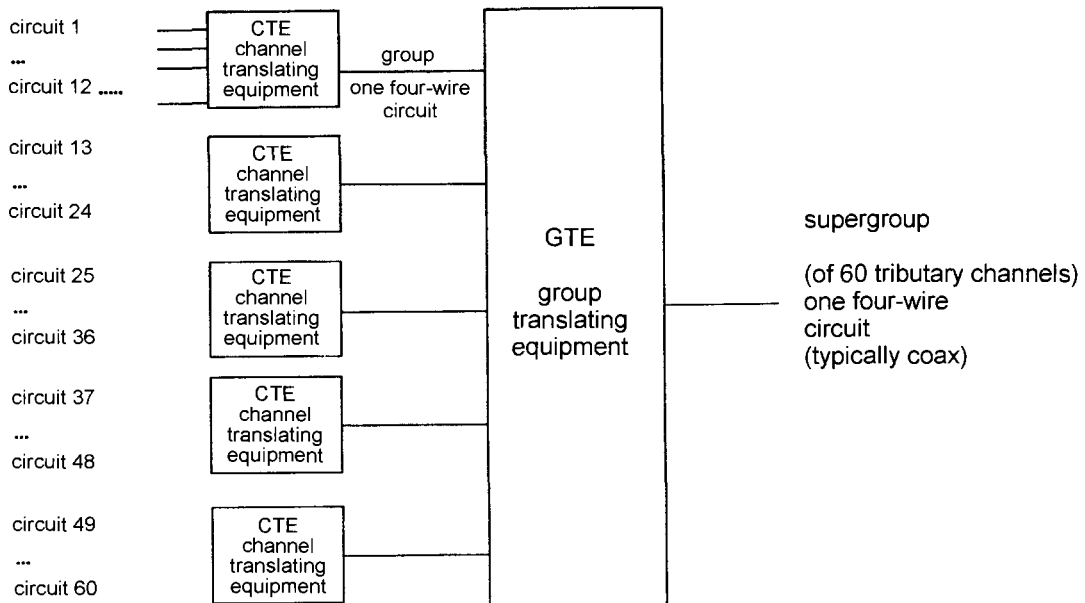 circuit 1
...
circuit 12 .....
CTE
channel
translating
equipment
group
one four-wire
circuit
circuit 13
...
circuit 24
CTE
channel
translating
equipment
circuit 25
...
circuit 36
CTE
channel
translating
equipment
circuit 37
...
circuit 48
CTE
channel
translating
equipment
circuit 49
...
circuit 60
CTE
channel
translating
equipment
GTE
group
translating
equipment
supergroup
(of 60 tributary channels)
one four-wire
circuit
(typically coax)